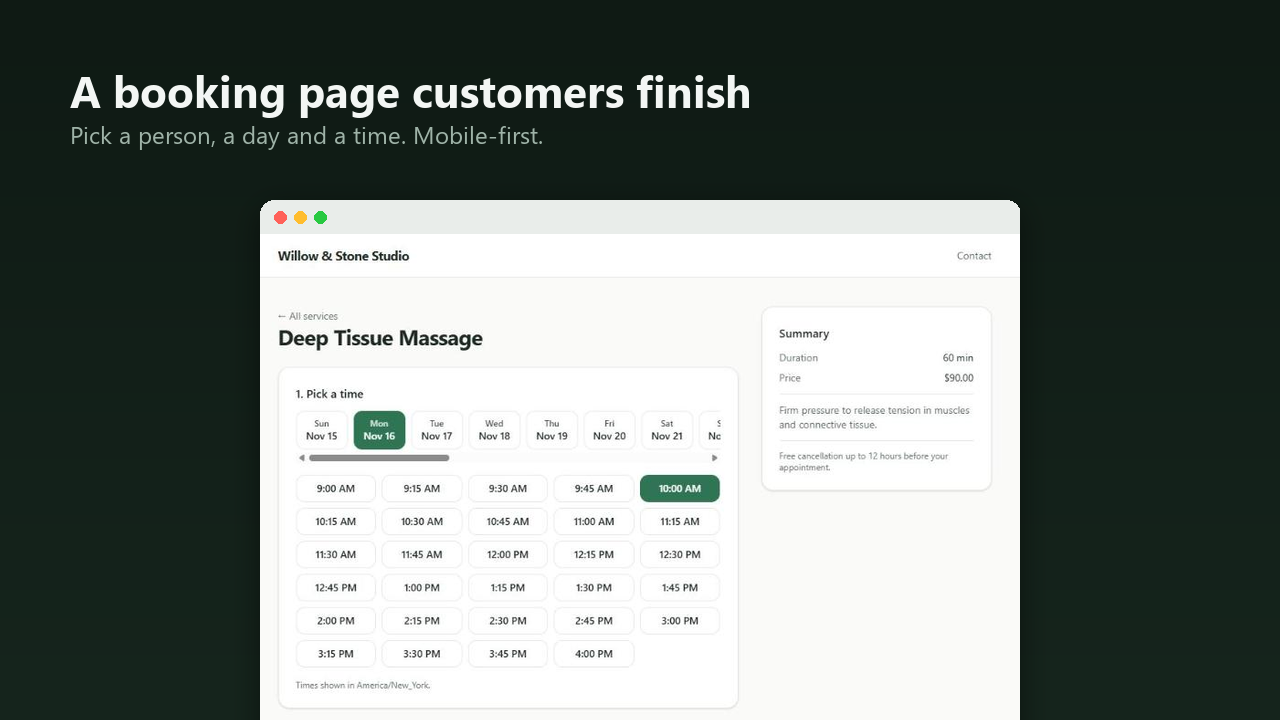 A booking page customers finish
Pick a person, a day and a time. Mobile-first.
Willow & Stone Studio
Contact
← All services
Deep Tissue Massage
1. Pick a time
Sun Mon Tue Wed Thu Fri Sat S
Nov 15 Nov 16 Nov 17 Nov 18 Nov 19 Nov 20 Nov 21 No
9:00 AM 9:15 AM 9:30 AM 9:45 AM 10:00 AM
10:15 AM 10:30 AM 10:45 AM 11:00 AM 11:15 AM
11:30 AM 11:45 AM 12:00 PM 12:15 PM 12:30 PM
12:45 PM 1:00 PM 1:15 PM 1:30 PM 1:45 PM
2:00 PM 2:15 PM 2:30 PM 2:45 PM 3:00 PM
3:15 PM 3:30 PM 3:45 PM 4:00 PM
Times shown in America/New_York.
Summary
Duration 60 min
Price $90.00
Firm pressure to release tension in muscles
and connective tissue.
Free cancellation up to 12 hours before your
appointment.